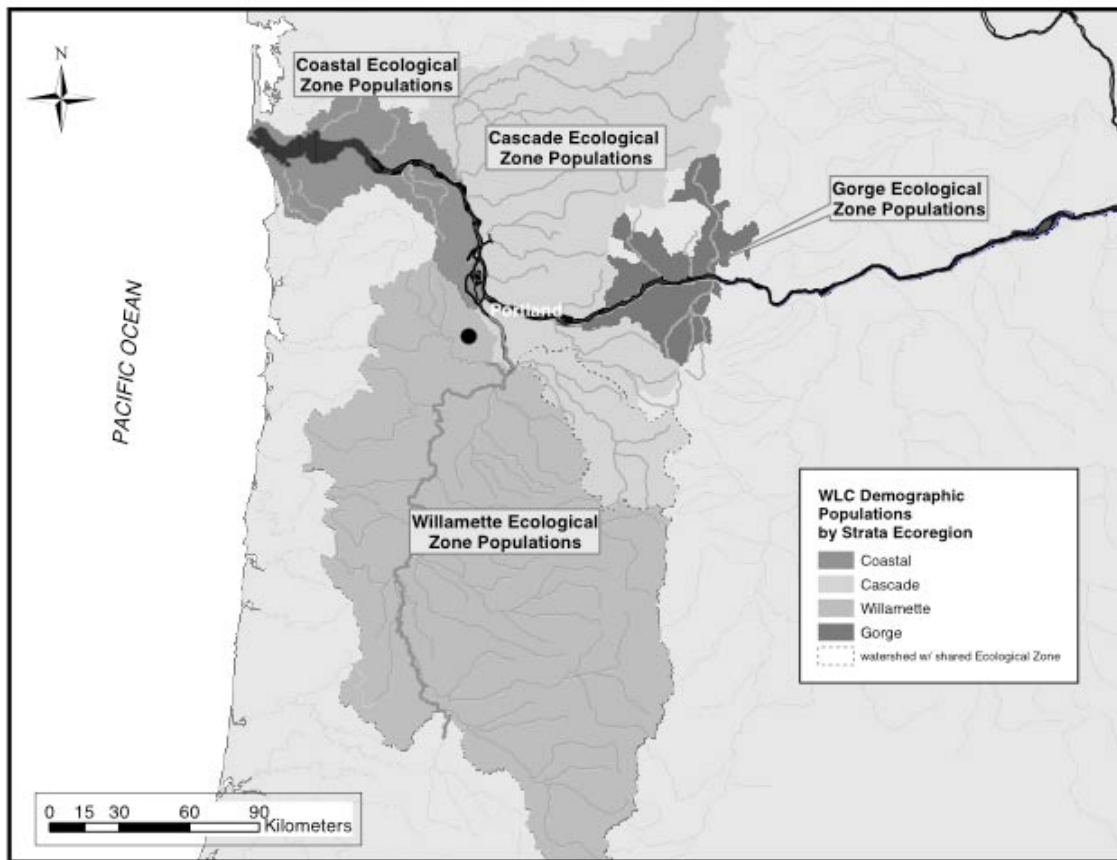 N
Coastal Ecological
Zone Populations
Cascade Ecological
Zone Populations
Gorge Ecological
Zone Populations
Portland
PACIFIC OCEAN
Willamette Ecological
Zone Populations
WLC Demographic
Populations
by Strata Ecoregion
Coastal
Cascade
Willamette
Gorge
watershed w/ shared Ecological Zone
0 15 30 60 90
Kilometers